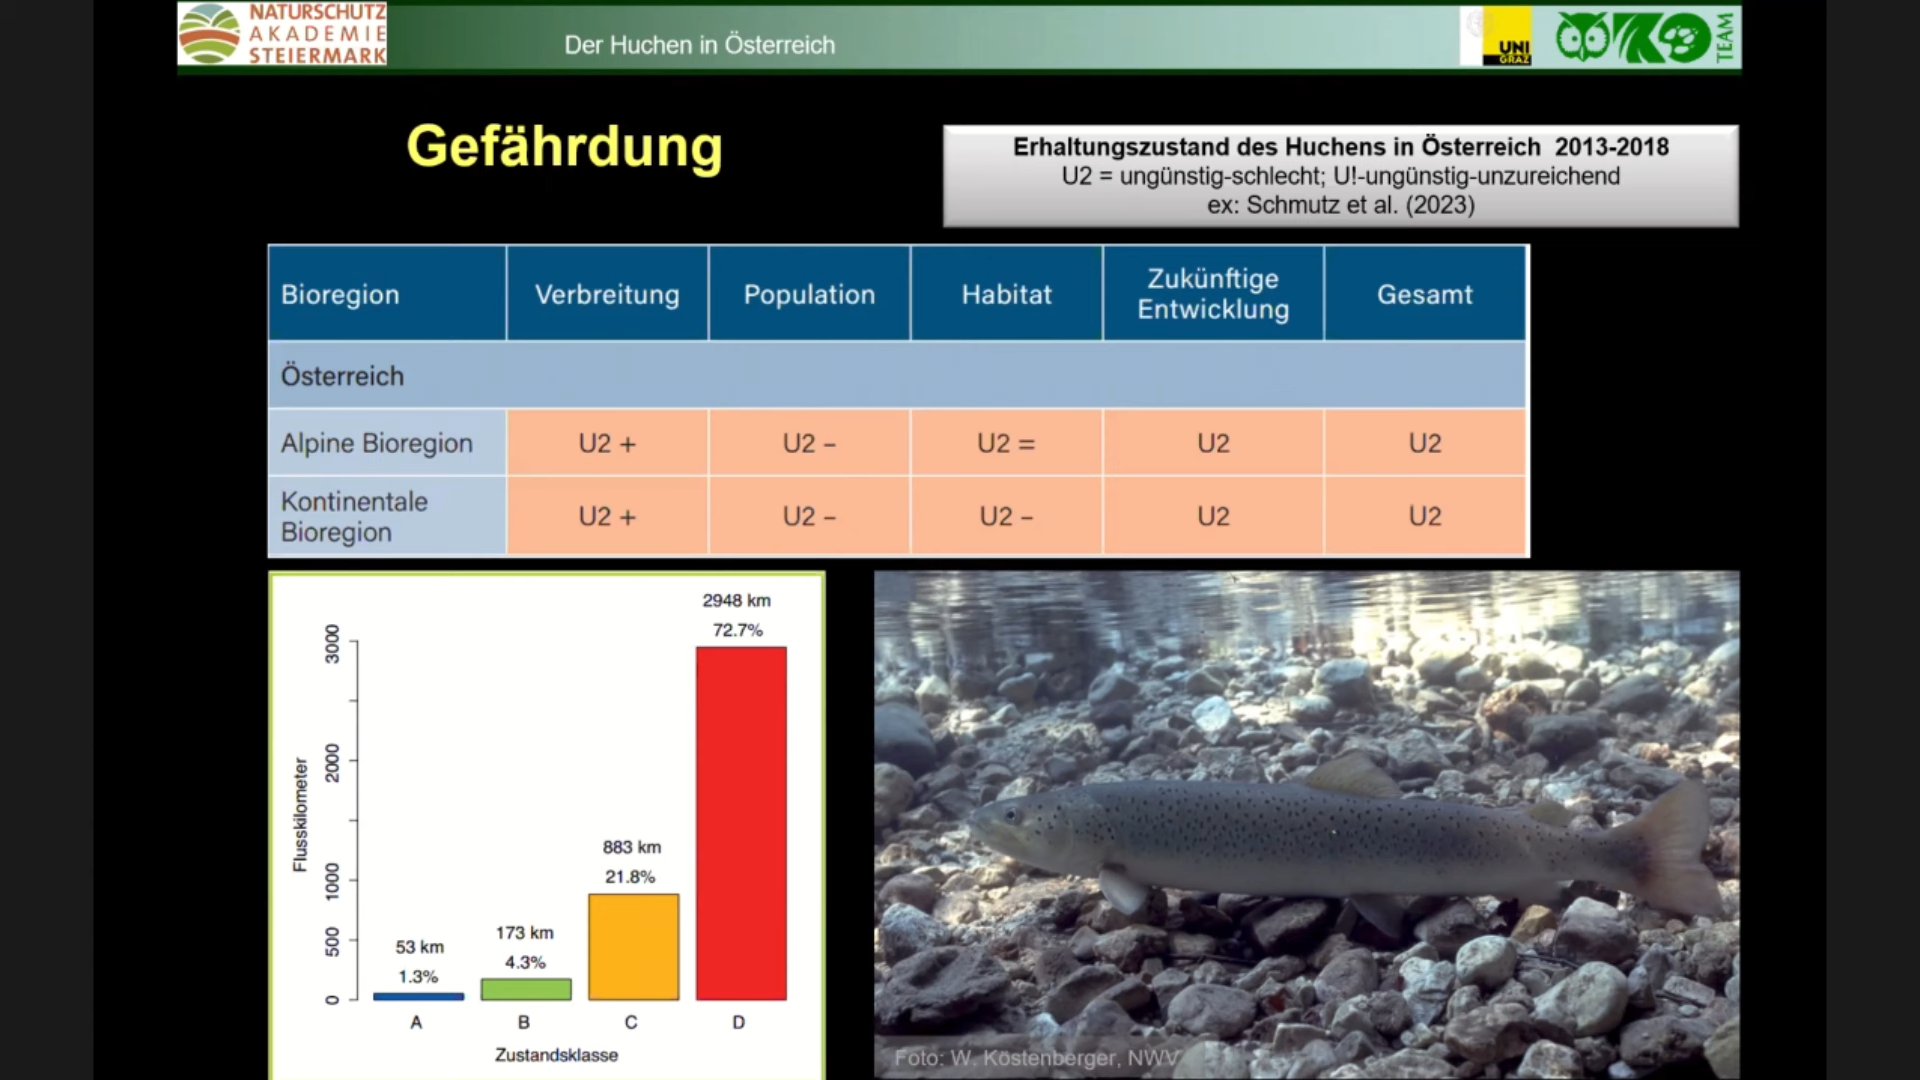 NATURSCHUTZ
AKADEMIE
STEIERMARK
Der Huchen in Österreich
UNI
GRAZ
ÖKO
TEAM
Gefährdung
Erhaltungszustand des Huchens in Österreich 2013-2018
U2 = ungünstig-schlecht; U!-ungünstig-unzureichend
ex: Schmutz et al. (2023)
Bioregion Verbreitung Population Habitat Zukünftige Entwicklung Gesamt
Österreich
Alpine Bioregion U2 + U2 – U2 = U2 U2
Kontinentale Bioregion U2 + U2 – U2 – U2 U2
2948 km
72.7%
883 km
21.8%
173 km
4.3%
53 km
1.3%
Flusskilometer
3000
2000
1000
500
0
A B C D
Zustandsklasse
Foto: W. Köstenberger, NWV